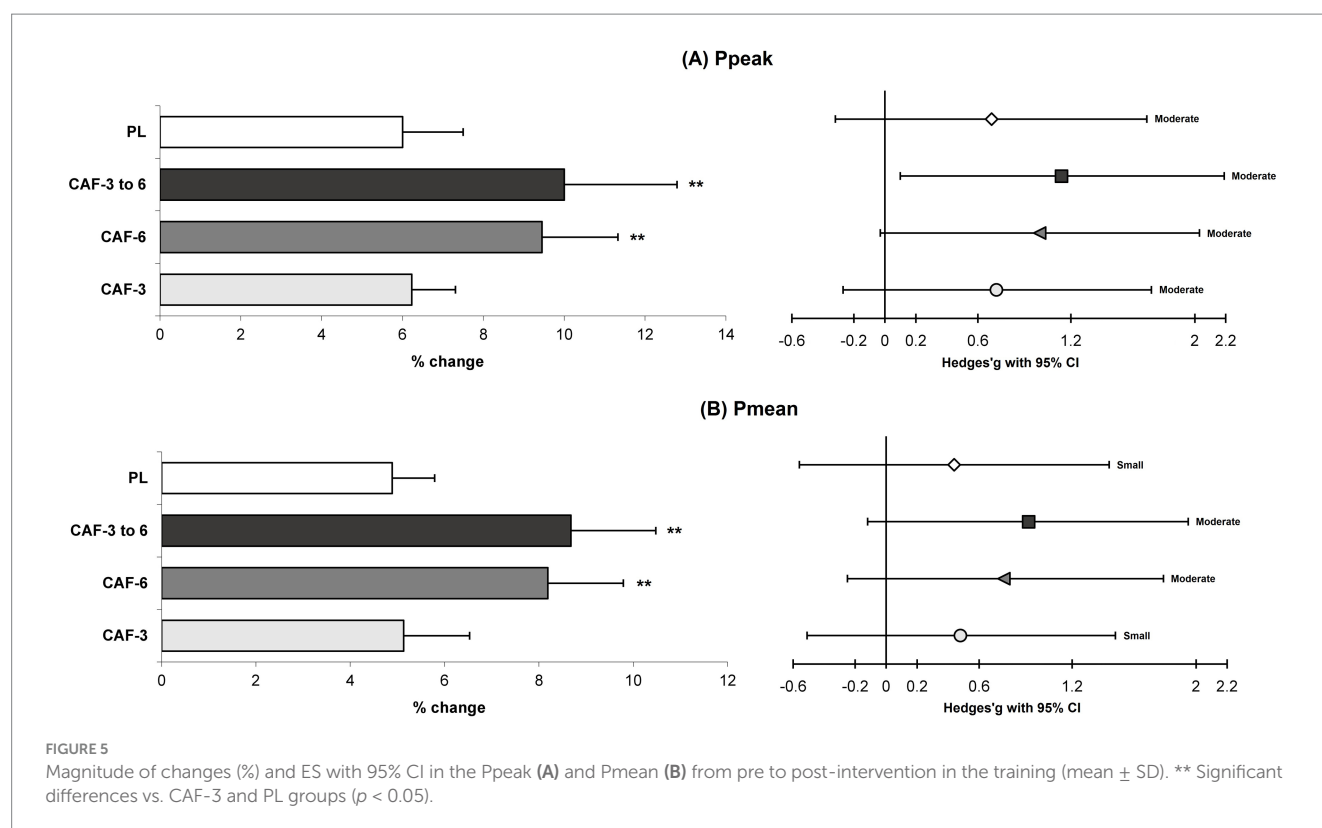 (A) Ppeak
PL
CAF-3 to 6
**
CAF-6
**
CAF-3
0 2 4 6 8 10 12 14
% change
Moderate
Moderate
Moderate
Moderate
-0.6 -0.2 0 0.2 0.6 1.2 2 2.2
Hedges'g with 95% CI
(B) Pmean
PL
CAF-3 to 6
**
CAF-6
**
CAF-3
0 2 4 6 8 10 12
% change
Small
Moderate
Moderate
Small
-0.6 -0.2 0 0.2 0.6 1.2 2 2.2
Hedges'g with 95% CI
FIGURE 5
Magnitude of changes (%) and ES with 95% CI in the Ppeak (A) and Pmean (B) from pre to post-intervention in the training (mean ± SD). ** Significant
differences vs. CAF-3 and PL groups (p < 0.05).